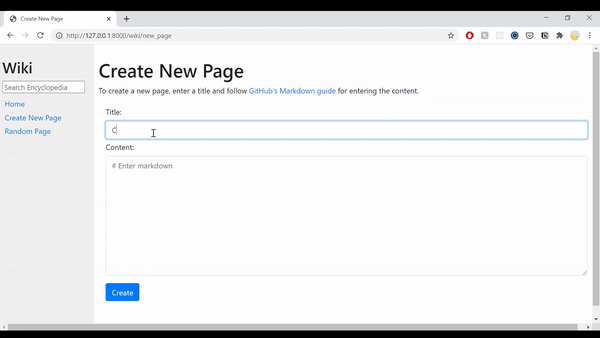 Create New Page
http://127.0.0.1:8000/wiki/new_page
Wiki
Search Encyclopedia
Home
Create New Page
Random Page
Create New Page
To create a new page, enter a title and follow GitHub's Markdown guide for entering the content.
Title:
C
Content:
# Enter markdown
Create